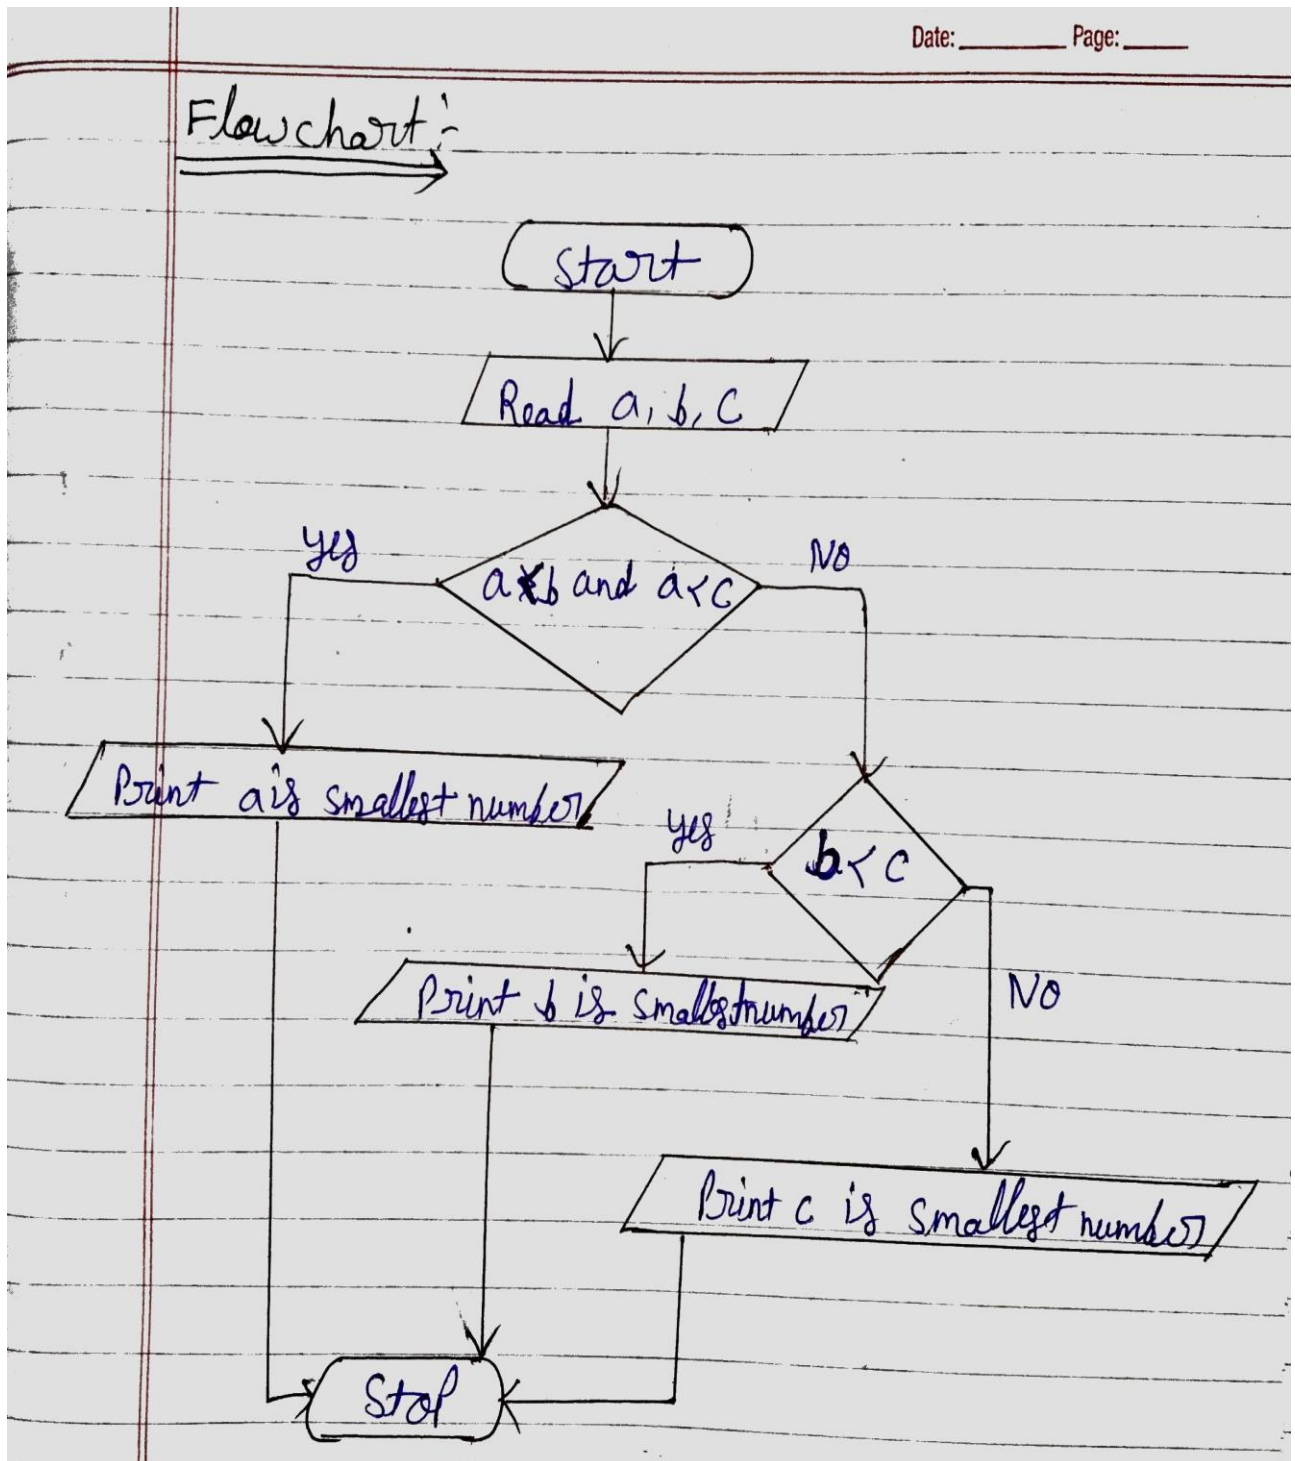 Date: Page:
Flowchart:-
Start
Read a, b, c
Yes
No
a<b and a<c
Print a is smallest number
Yes
b < c
No
Print b is smallest number
Print c is smallest number
Stop